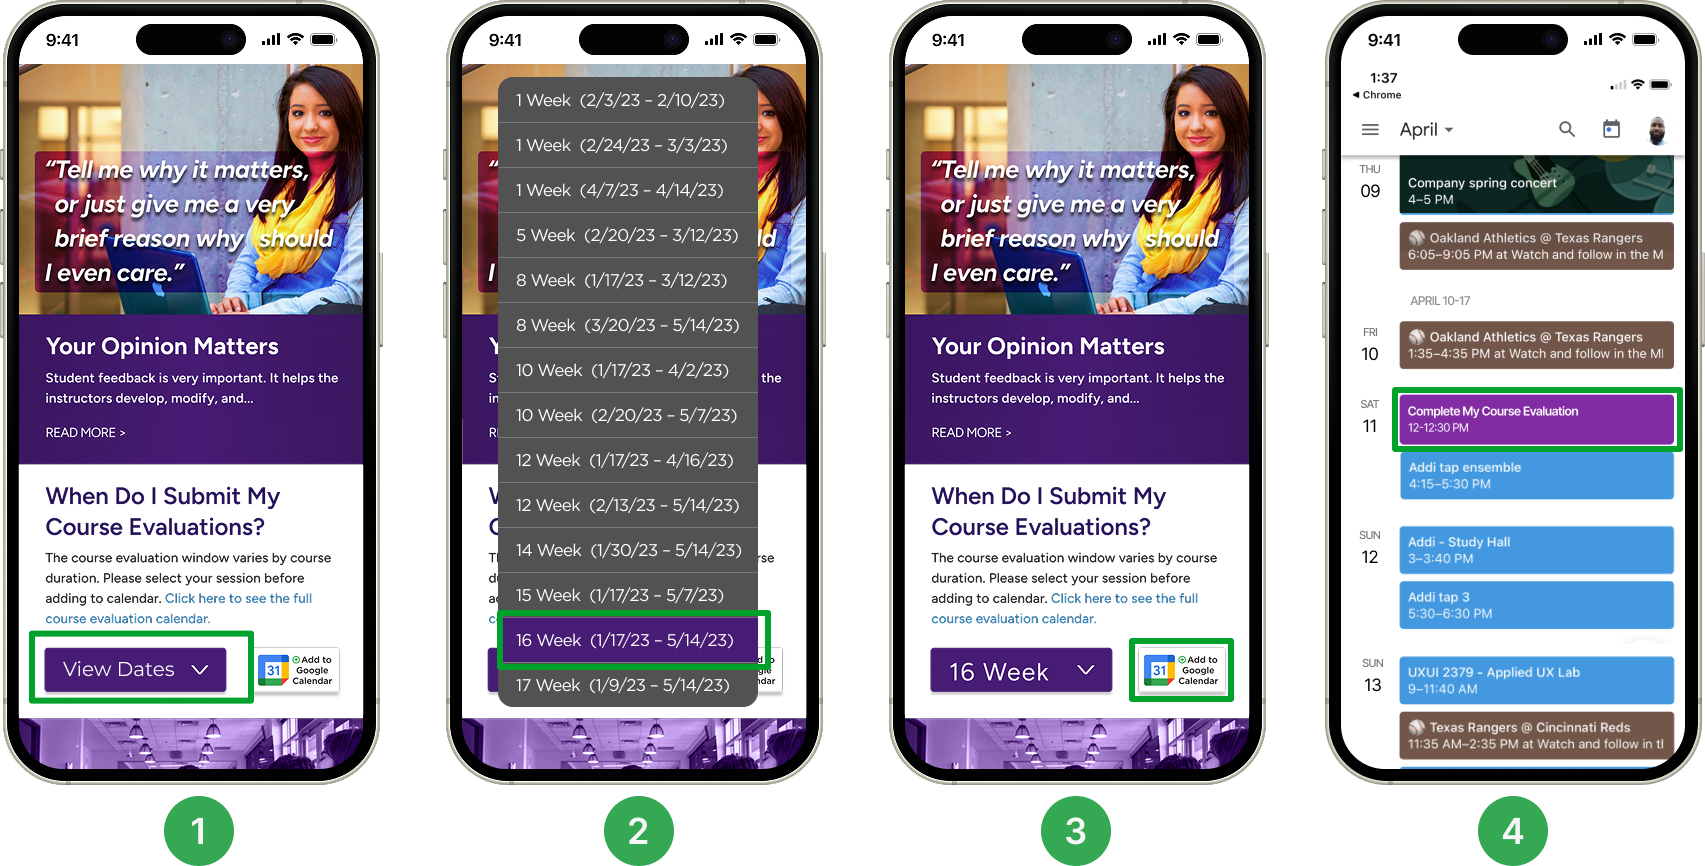 9:41
“Tell me why it matters,
or just give me a very
brief reason why should
I even care.”
Your Opinion Matters
Student feedback is very important. It helps the
instructors develop, modify, and...
READ MORE >
When Do I Submit My
Course Evaluations?
The course evaluation window varies by course
duration. Please select your session before
adding to calendar. Click here to see the full
course evaluation calendar.
View Dates
31
Add to
Google
Calendar
1
9:41
1 Week (2/3/23 – 2/10/23)
1 Week (2/24/23 – 3/3/23)
1 Week (4/7/23 – 4/14/23)
5 Week (2/20/23 – 3/12/23)
8 Week (1/17/23 – 3/12/23)
8 Week (3/20/23 – 5/14/23)
10 Week (1/17/23 – 4/2/23)
10 Week (2/20/23 – 5/7/23)
12 Week (1/17/23 – 4/16/23)
12 Week (2/13/23 – 5/14/23)
14 Week (1/30/23 – 5/14/23)
15 Week (1/17/23 – 5/7/23)
16 Week (1/17/23 – 5/14/23)
17 Week (1/9/23 – 5/14/23)
the
Calendar
2
9:41
“Tell me why it matters,
or just give me a very
brief reason why should
I even care.”
Your Opinion Matters
Student feedback is very important. It helps the
instructors develop, modify, and...
READ MORE >
When Do I Submit My
Course Evaluations?
The course evaluation window varies by course
duration. Please select your session before
adding to calendar. Click here to see the full
course evaluation calendar.
16 Week
31
Add to
Google
Calendar
3
9:41
1:37
Chrome
April
THU
09
Company spring concert
4–5 PM
Oakland Athletics @ Texas Rangers
6:05–9:05 PM at Watch and follow in the M
APRIL 10-17
FRI
10
Oakland Athletics @ Texas Rangers
1:35–4:35 PM at Watch and follow in the Ml
SAT
11
Complete My Course Evaluation
12-12:30 PM
Addi tap ensemble
4:15–5:30 PM
SUN
12
Addi - Study Hall
3–3:40 PM
Addi tap 3
5:30–6:30 PM
SUN
13
UXUI 2379 - Applied UX Lab
9–11:40 AM
Texas Rangers @ Cincinnati Reds
11:35 AM–2:35 PM at Watch and follow in tl
4